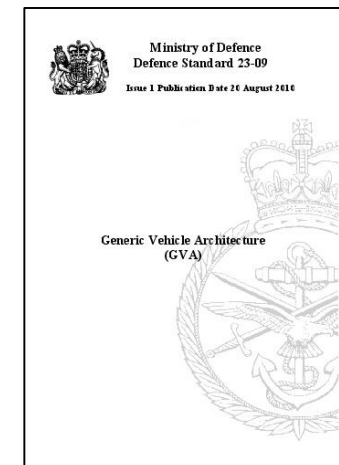 Ministry of Defence
Defence Standard 23-09
Issue 1 Publication Date 20 August 2010
Generic Vehicle Architecture
(GVA)